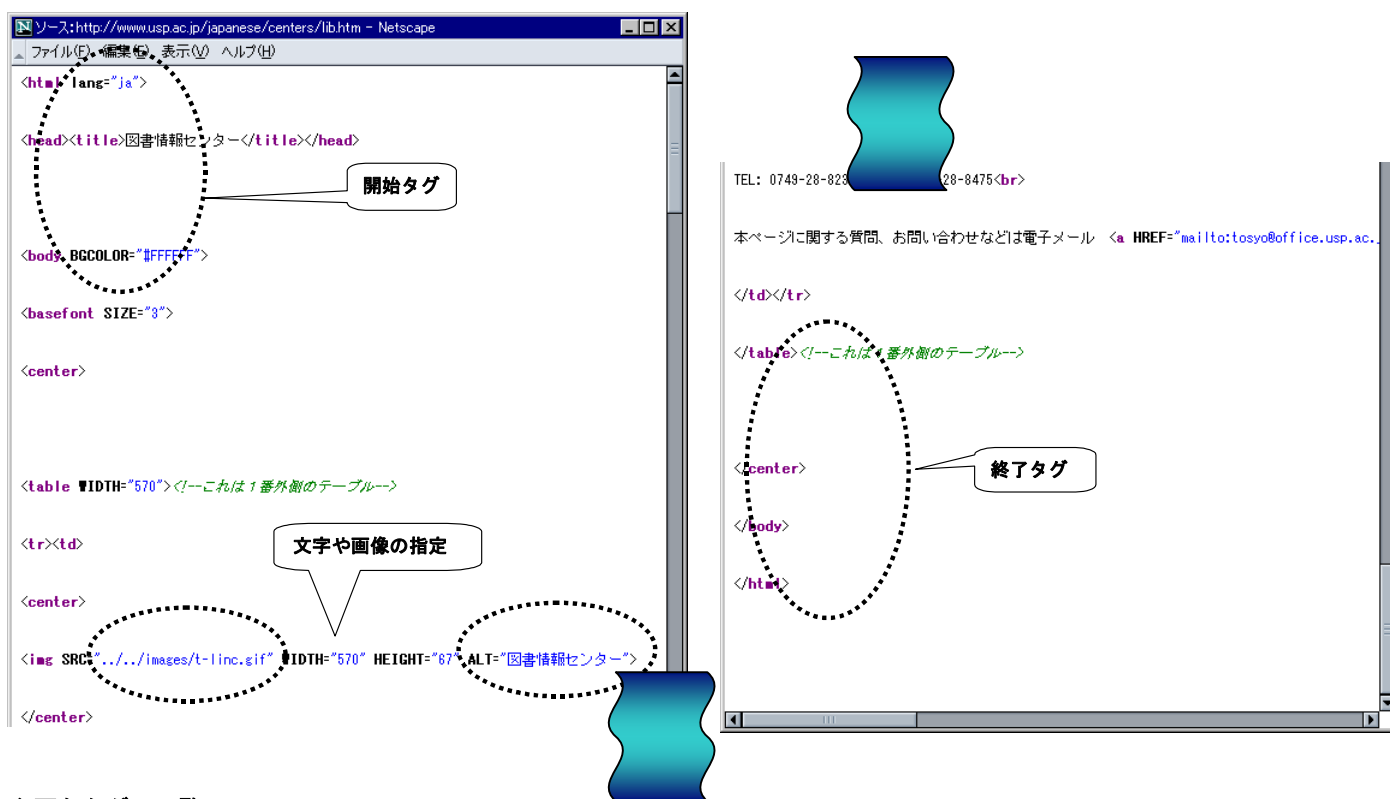 ソース:http://www.usp.ac.jp/japanese/centers/lib.htm - Netscape
ファイル(F) 編集(E) 表示(V) ヘルプ(H)
<html lang="ja">
<head><title>図書情報センター</title></head>
開始タグ
<body BGCOLOR="#FFFFFF">
<basefont SIZE="3">
<center>
<table WIDTH="570"><!--これは1番外側のテーブル-->
<tr><td>
文字や画像の指定
<center>
<img SRC="../../images/t-linc.gif" WIDTH="570" HEIGHT="67" ALT="図書情報センター">
</center>
TEL: 0749-28-823 28-8475<br>
本ページに関する質問、お問い合わせなどは電子メール <a HREF="mailto:tosyo@office.usp.ac.
</td></tr>
</table><!--これは1番外側のテーブル-->
</center>
終了タグ
</body>
</html>